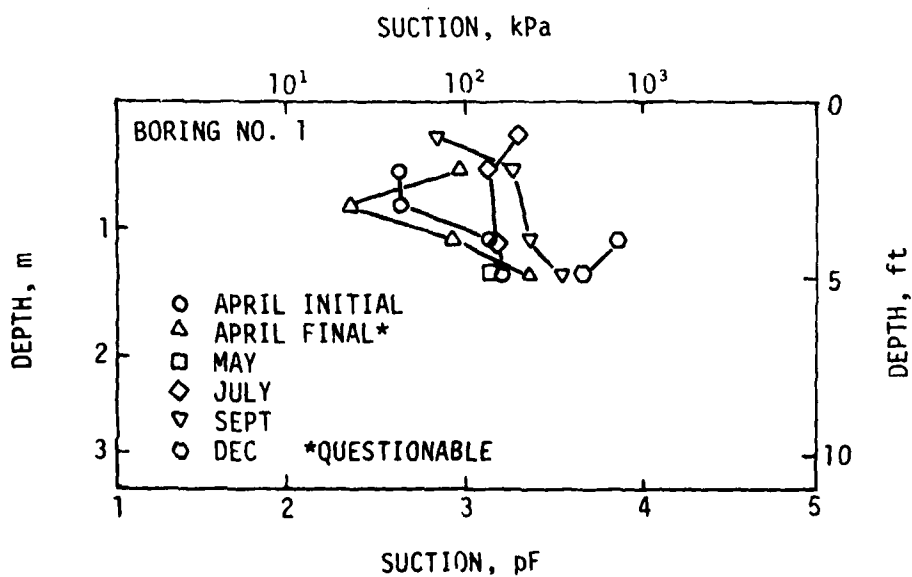 SUCTION, kPa
10¹ 10² 10³
BORING NO. 1
0
1
2
3
5
10
DEPTH, m
DEPTH, ft
APRIL INITIAL
APRIL FINAL*
MAY
JULY
SEPT
DEC *QUESTIONABLE
1 2 3 4 5
SUCTION, pF